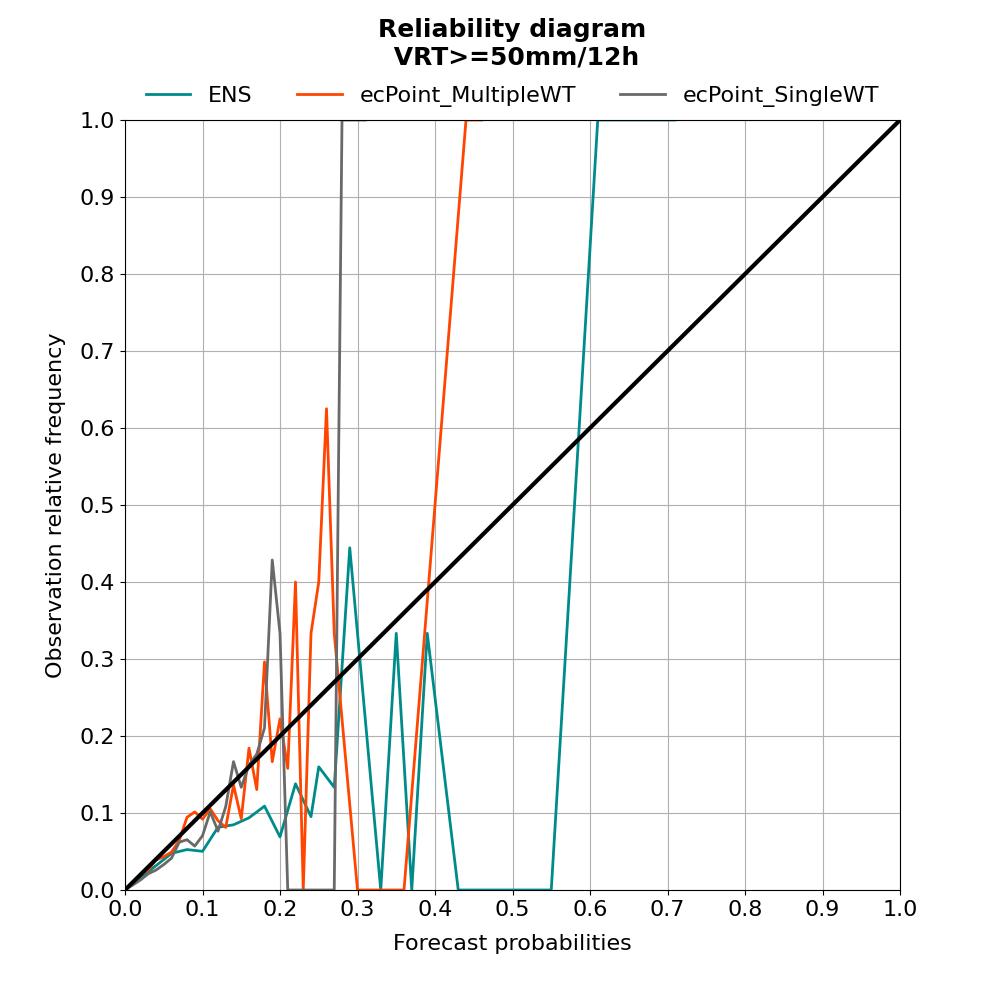 Reliability diagram
VRT>=50mm/12h
ENS ecPoint_MultipleWT ecPoint_SingleWT
1.0
0.9
0.8
0.7
0.6
0.5
0.4
0.3
0.2
0.1
0.0
Observation relative frequency
0.0 0.1 0.2 0.3 0.4 0.5 0.6 0.7 0.8 0.9 1.0
Forecast probabilities